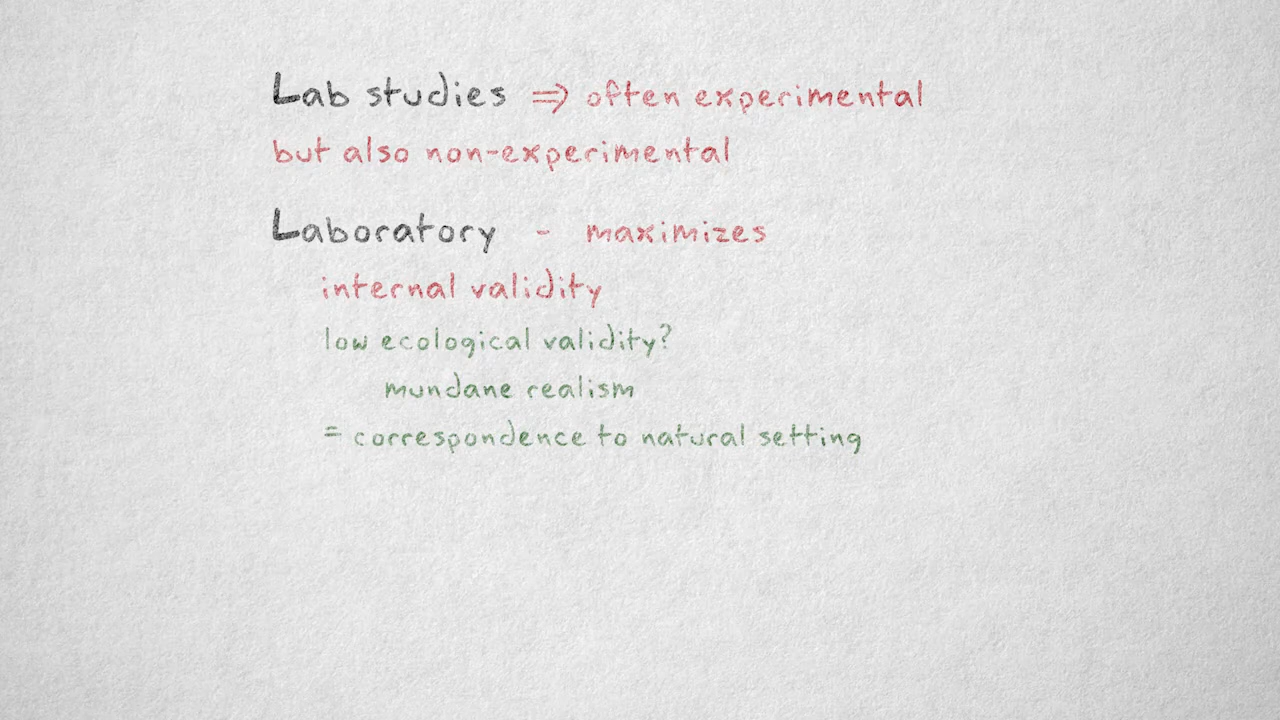 Lab studies ⇒ often experimental
but also non-experimental
Laboratory - maximizes
internal validity
low ecological validity?
mundane realism
= correspondence to natural setting